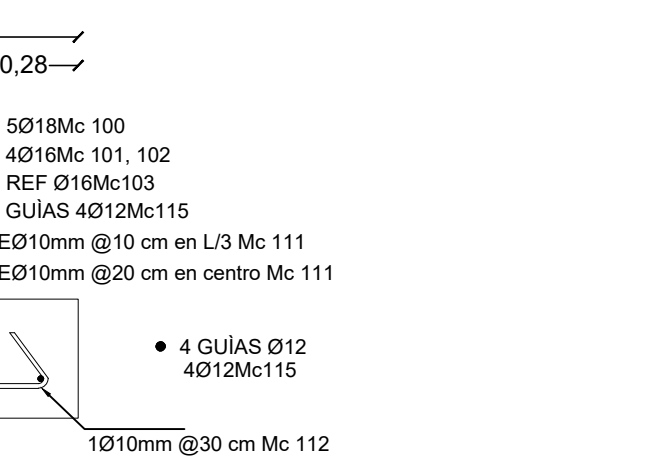 0,28
5Ø18Mc 100
4Ø16Mc 101, 102
REF Ø16Mc103
GUÌAS 4Ø12Mc115
EØ10mm @10 cm en L/3 Mc 111
EØ10mm @20 cm en centro Mc 111
4 GUÌAS Ø12
4Ø12Mc115
1Ø10mm @30 cm Mc 112